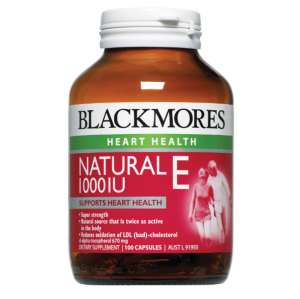 BLACKMORES
HEART HEALTH
NATURAL E
1000IU
SUPPORTS HEART HEALTH
• Super strength
• Natural source that is twice as active
in the body
• Reduces oxidation of LDL (bad)-cholesterol
d-alpha-tocopherol 670 mg
DIETARY SUPPLEMENT | 100 CAPSULES | AUST L 91950